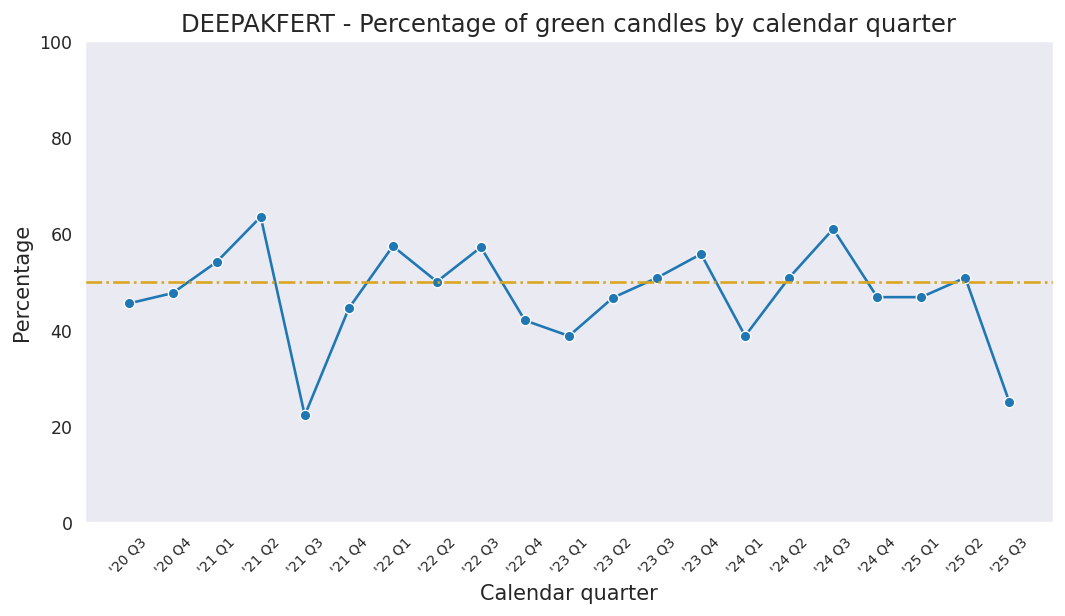 DEEPAKFERT - Percentage of green candles by calendar quarter
100
80
60
40
20
0
Percentage
'20 Q3
'20 Q4
'21 Q1
'21 Q2
'21 Q3
'21 Q4
'22 Q1
'22 Q2
'22 Q3
'22 Q4
'23 Q1
'23 Q2
'23 Q3
'23 Q4
'24 Q1
'24 Q2
'24 Q3
'24 Q4
'25 Q1
'25 Q2
'25 Q3
Calendar quarter